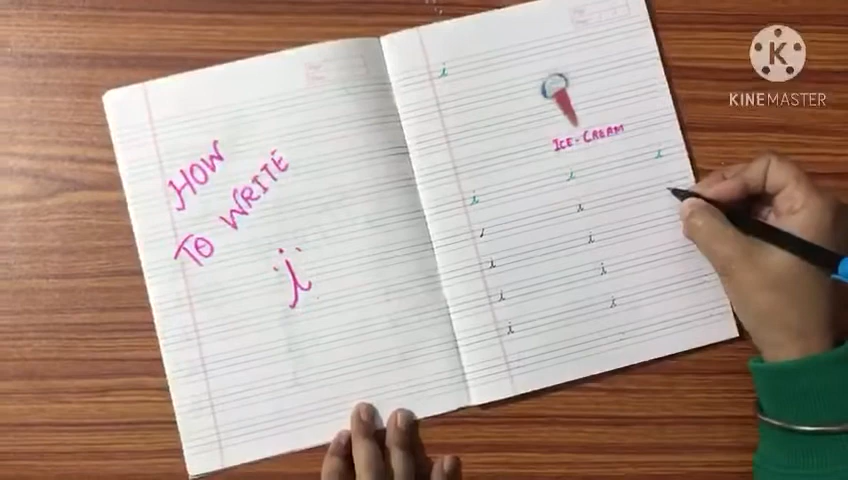 HOW
TO WRITE
i
i
ICE-CREAM
i i i
i i
i i
i i
i i
KINEMASTER